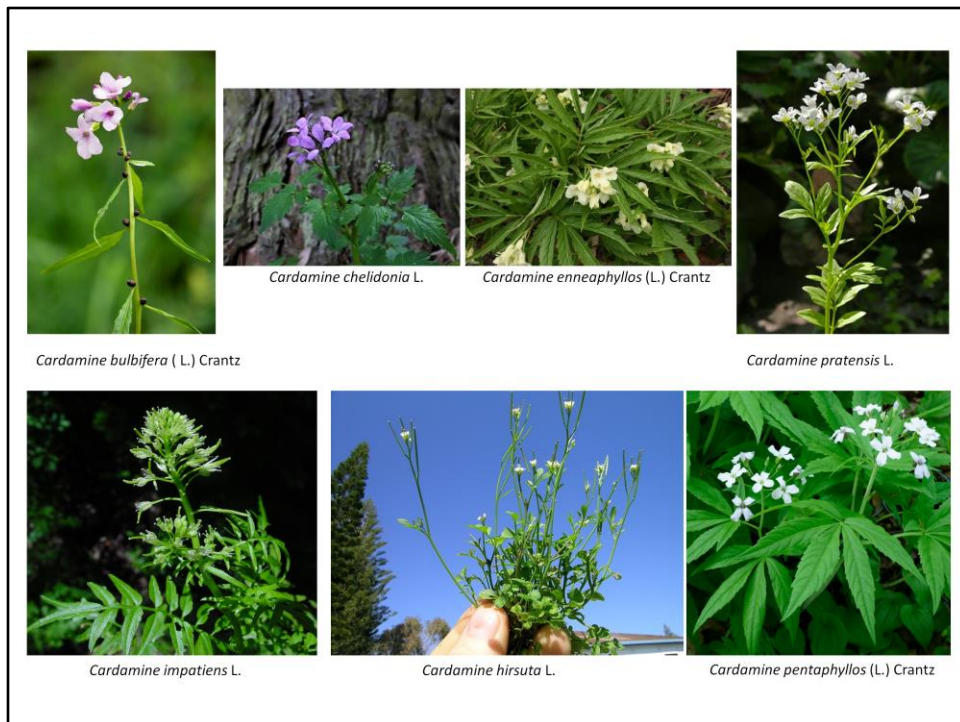 Cardamine chelidonia L.
Cardamine enneaphyllos (L.) Crantz
Cardamine bulbifera ( L.) Crantz
Cardamine pratensis L.
Cardamine impatiens L.
Cardamine hirsuta L.
Cardamine pentaphyllos (L.) Crantz